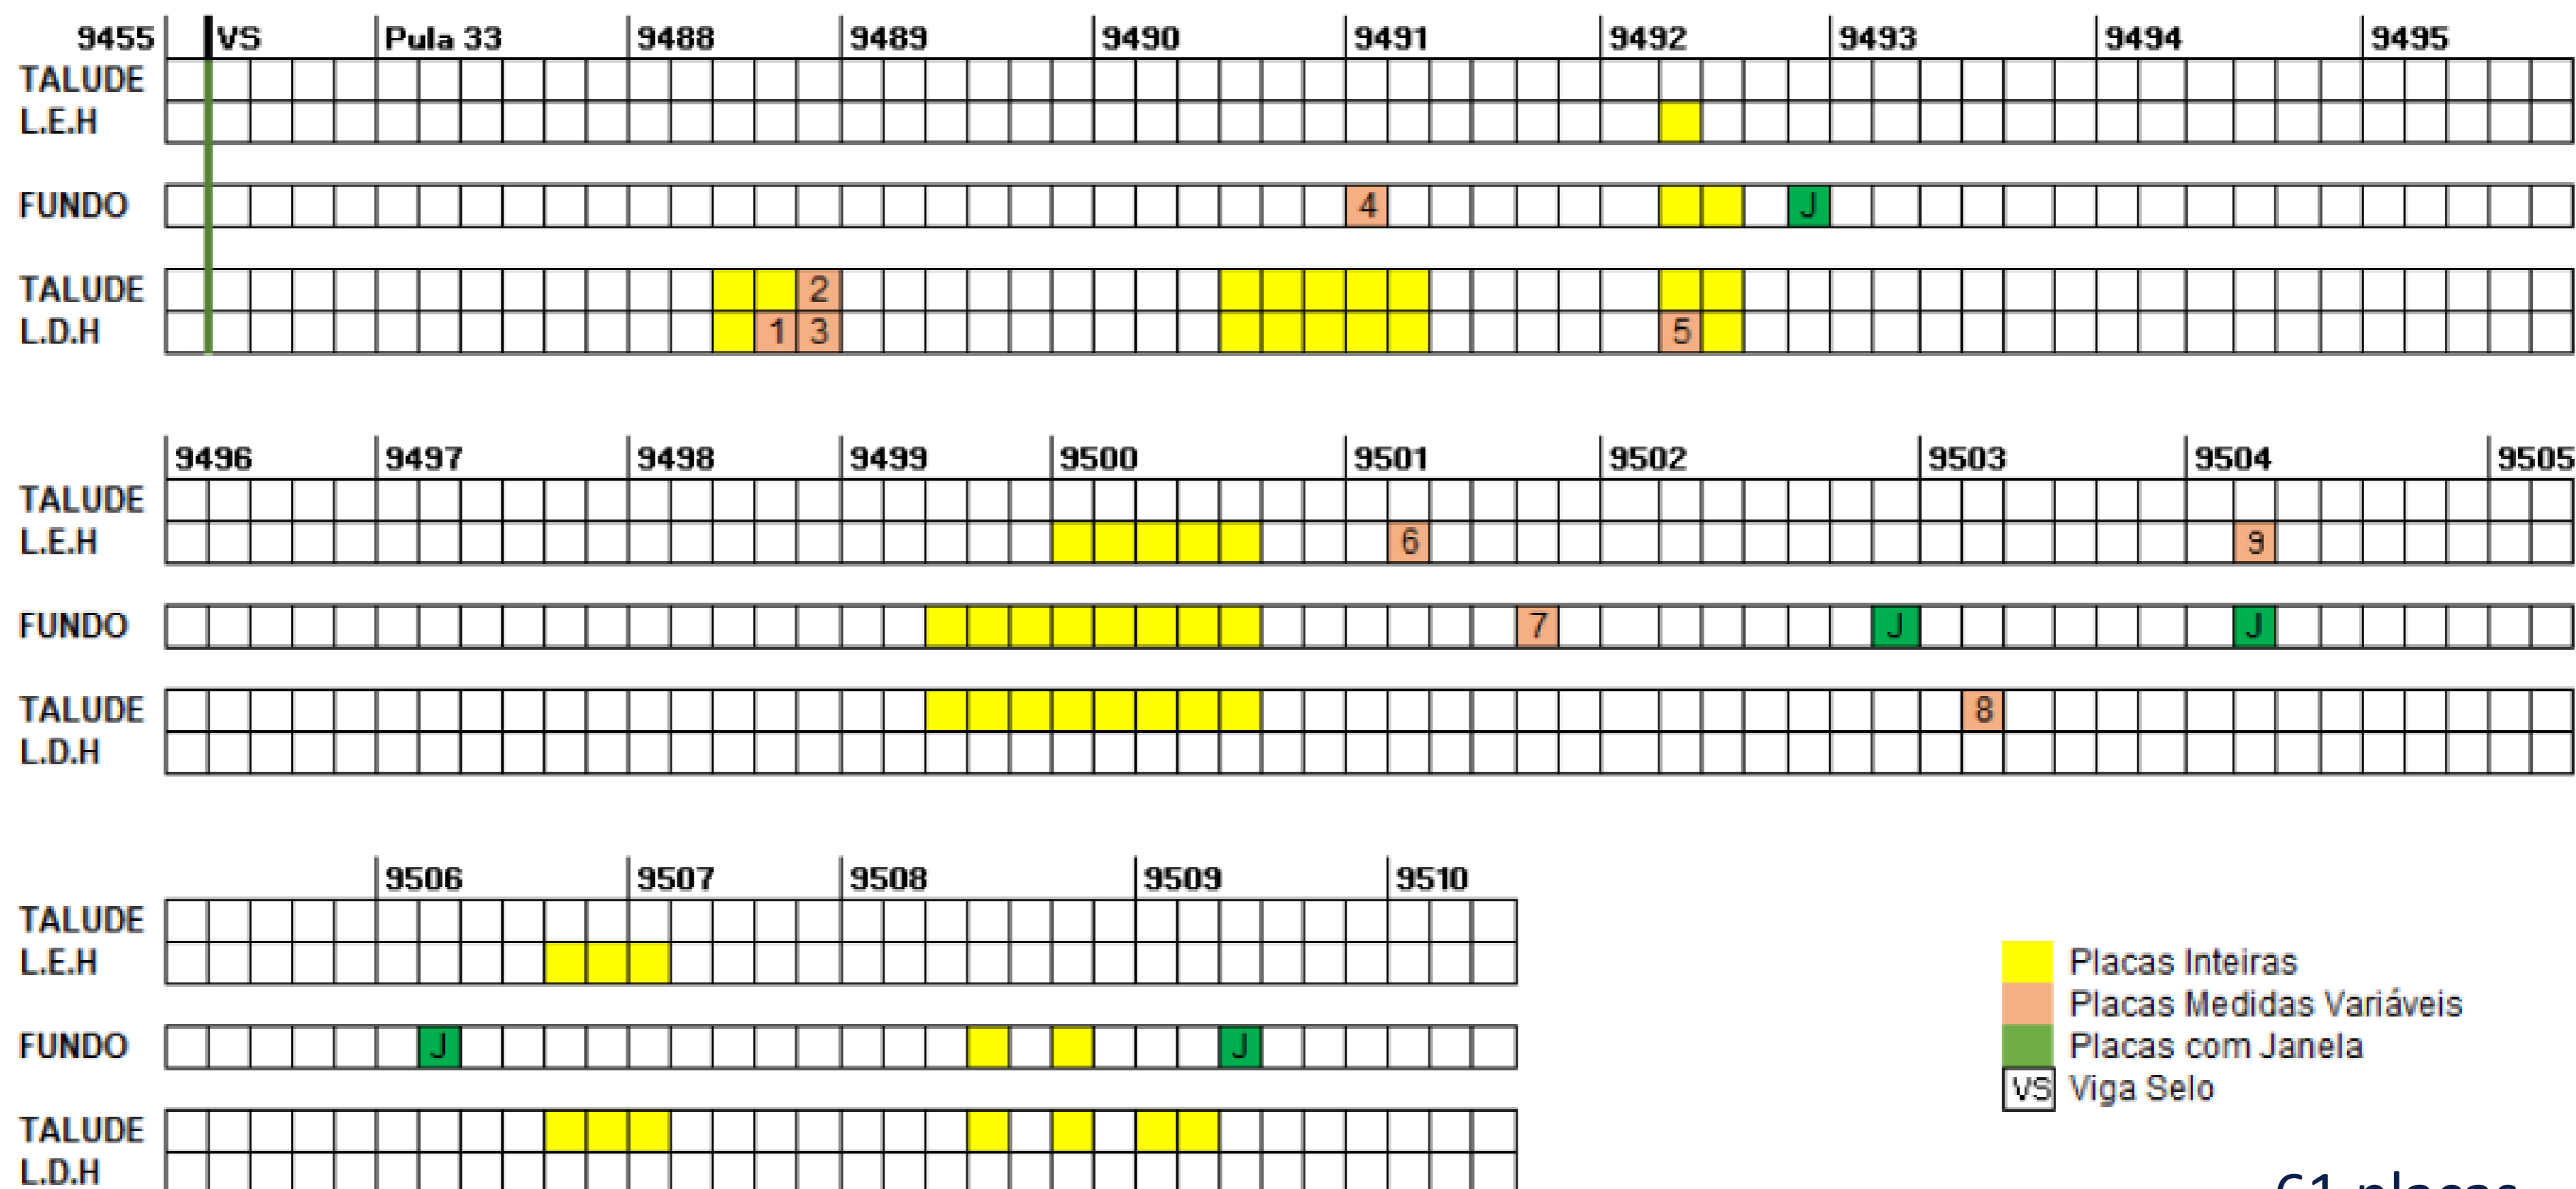 9455 VS Pula 33 9488 9489 9490 9491 9492 9493 9494 9495
TALUDE
L.E.H
FUNDO 4 J
TALUDE 2
L.D.H 1 3 5
9496 9497 9498 9499 9500 9501 9502 9503 9504 9505
TALUDE
L.E.H 6 9
FUNDO 7 J J
TALUDE 8
L.D.H
9506 9507 9508 9509 9510
TALUDE
L.E.H
FUNDO J J
TALUDE
L.D.H
Placas Inteiras
Placas Medidas Variáveis
Placas com Janela
VS Viga Selo
61 placas